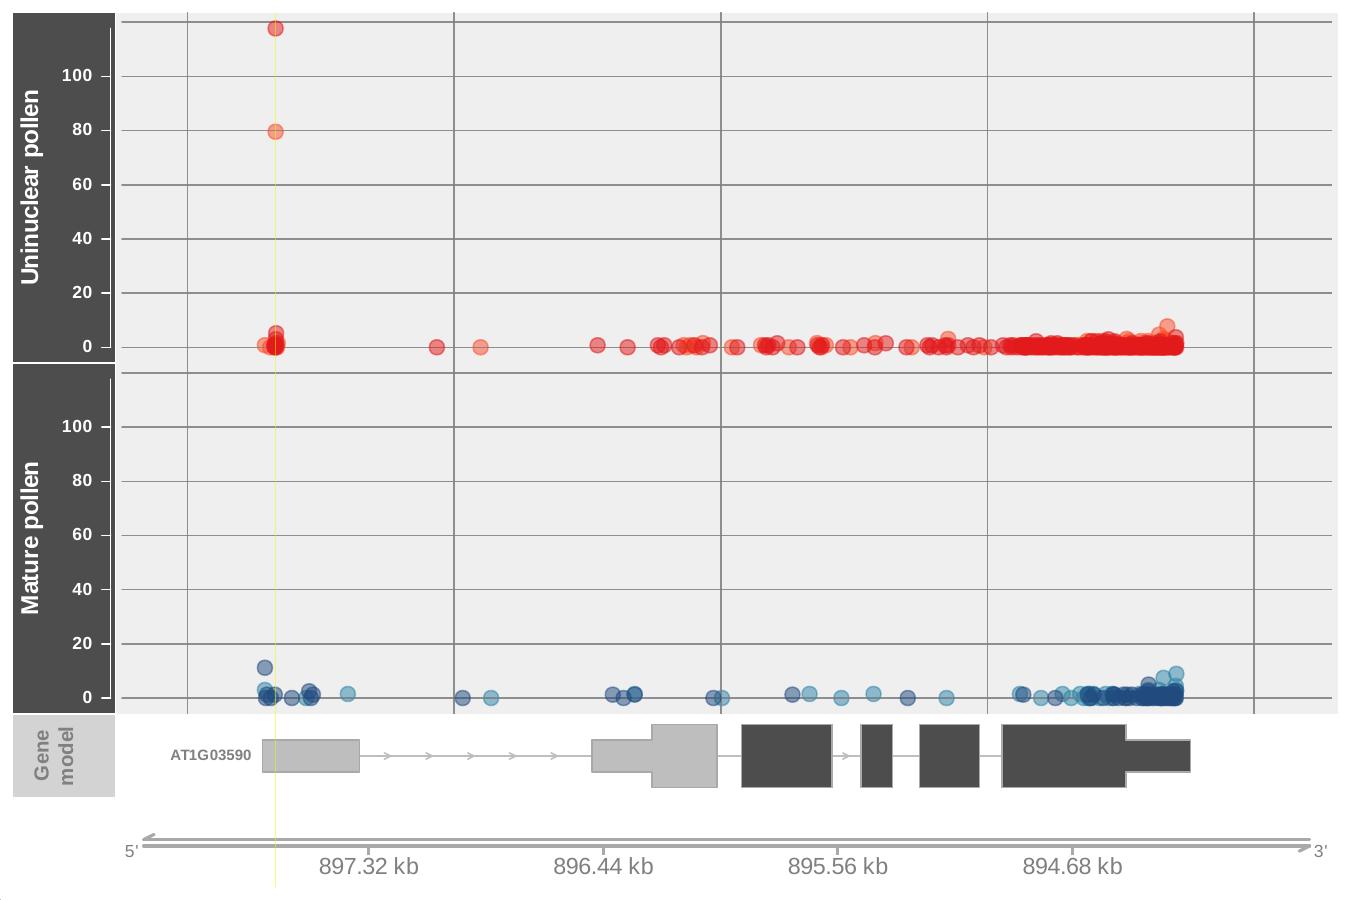 Uninuclear pollen
100
80
60
40
20
0
Mature pollen
100
80
60
40
20
0
Gene
model
AT1G03590
5'
3'
897.32 kb
896.44 kb
895.56 kb
894.68 kb